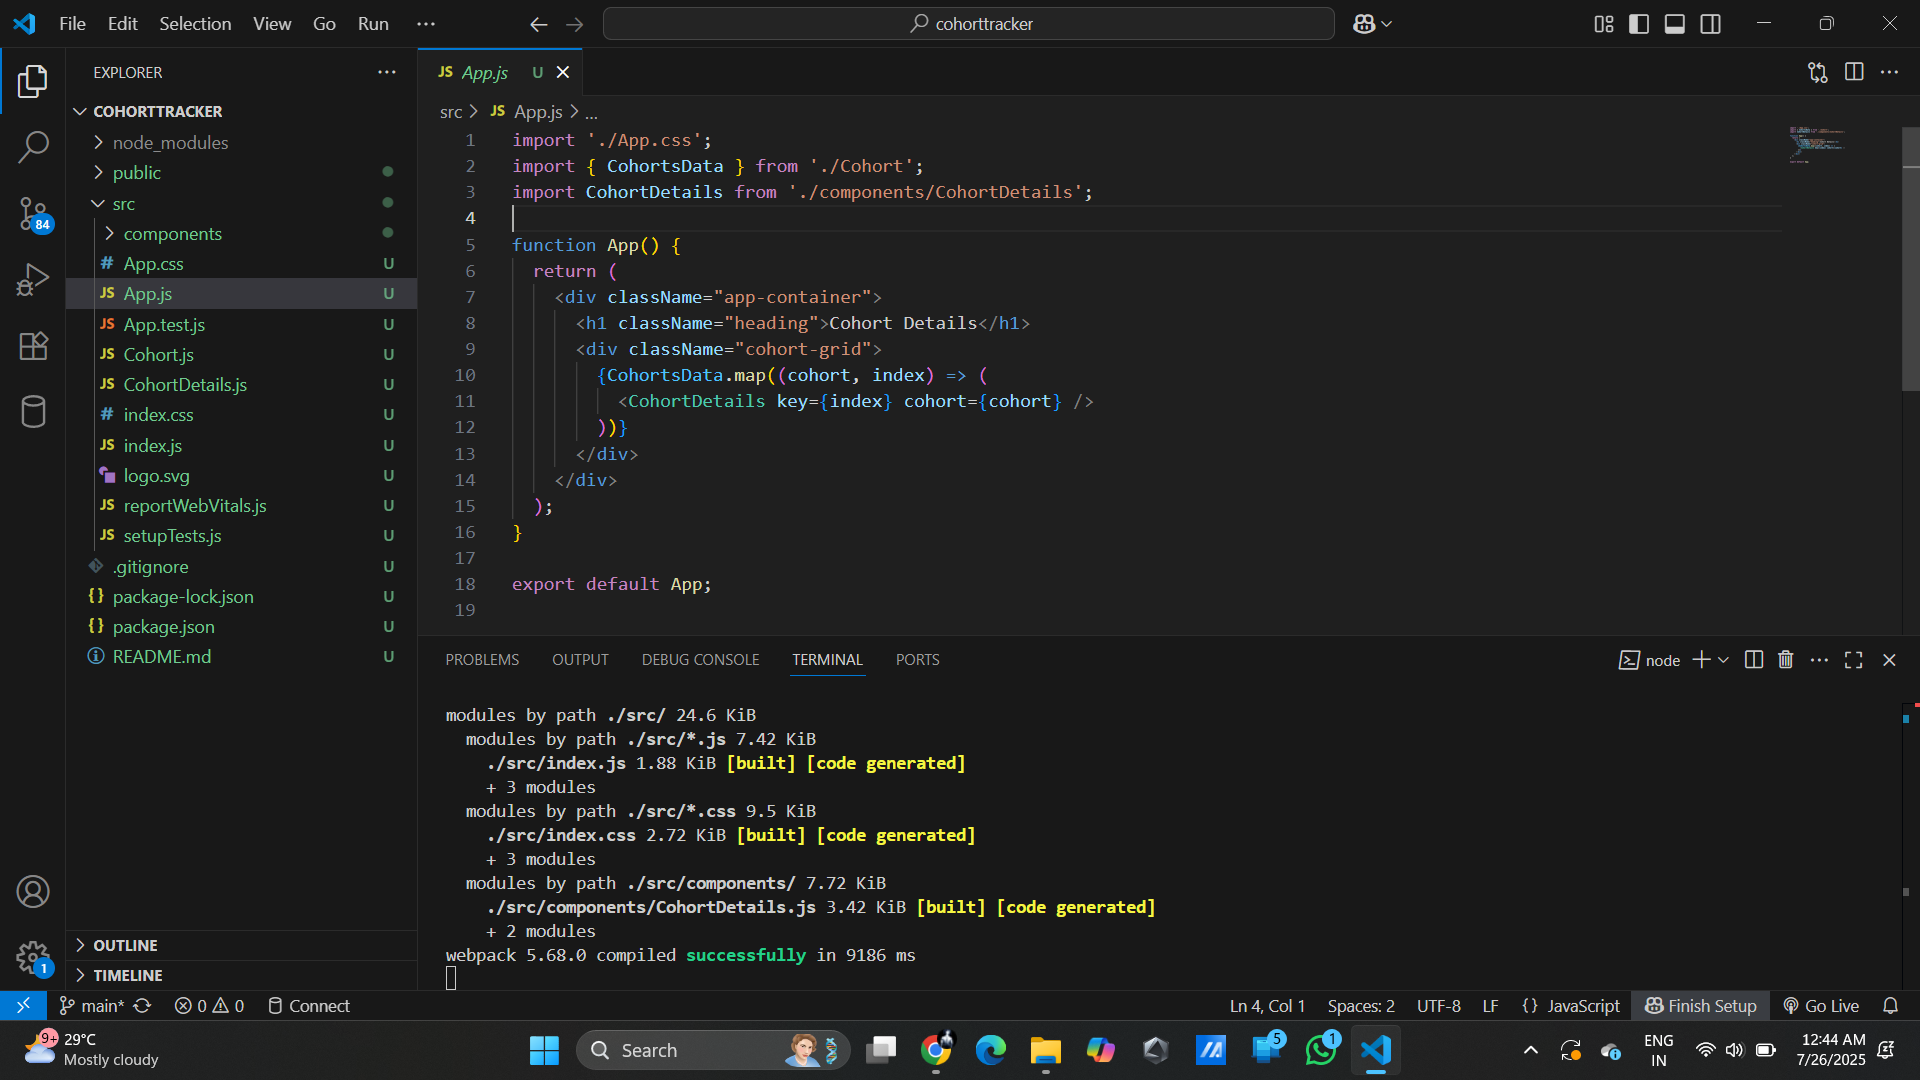 File Edit Selection View Go Run ...
cohorttracker
EXPLORER
COHORTTRACKER
node_modules
public
src
components
# App.css U
JS App.js U
JS App.test.js U
JS Cohort.js U
JS CohortDetails.js U
# index.css U
JS index.js U
logo.svg U
JS reportWebVitals.js U
JS setupTests.js U
.gitignore U
{} package-lock.json U
{} package.json U
README.md U
OUTLINE
TIMELINE
84
1
JS App.js U
src > JS App.js > ...
1 import './App.css';
2 import { CohortsData } from './Cohort';
3 import CohortDetails from './components/CohortDetails';
4
5 function App() {
6 return (
7 <div className="app-container">
8 <h1 className="heading">Cohort Details</h1>
9 <div className="cohort-grid">
10 {CohortsData.map((cohort, index) => (
11 <CohortDetails key={index} cohort={cohort} />
12 ))}
13 </div>
14 </div>
15 );
16 }
17
18 export default App;
19
PROBLEMS OUTPUT DEBUG CONSOLE TERMINAL PORTS
node
modules by path ./src/ 24.6 KiB
modules by path ./src/*.js 7.42 KiB
./src/index.js 1.88 KiB [built] [code generated]
+ 3 modules
modules by path ./src/*.css 9.5 KiB
./src/index.css 2.72 KiB [built] [code generated]
+ 3 modules
modules by path ./src/components/ 7.72 KiB
./src/components/CohortDetails.js 3.42 KiB [built] [code generated]
+ 2 modules
webpack 5.68.0 compiled successfully in 9186 ms
main* 0 0 Connect
Ln 4, Col 1 Spaces: 2 UTF-8 LF {} JavaScript Finish Setup Go Live
9+
29°C
Mostly cloudy
Search
5
1
ENG
IN
12:44 AM
7/26/2025